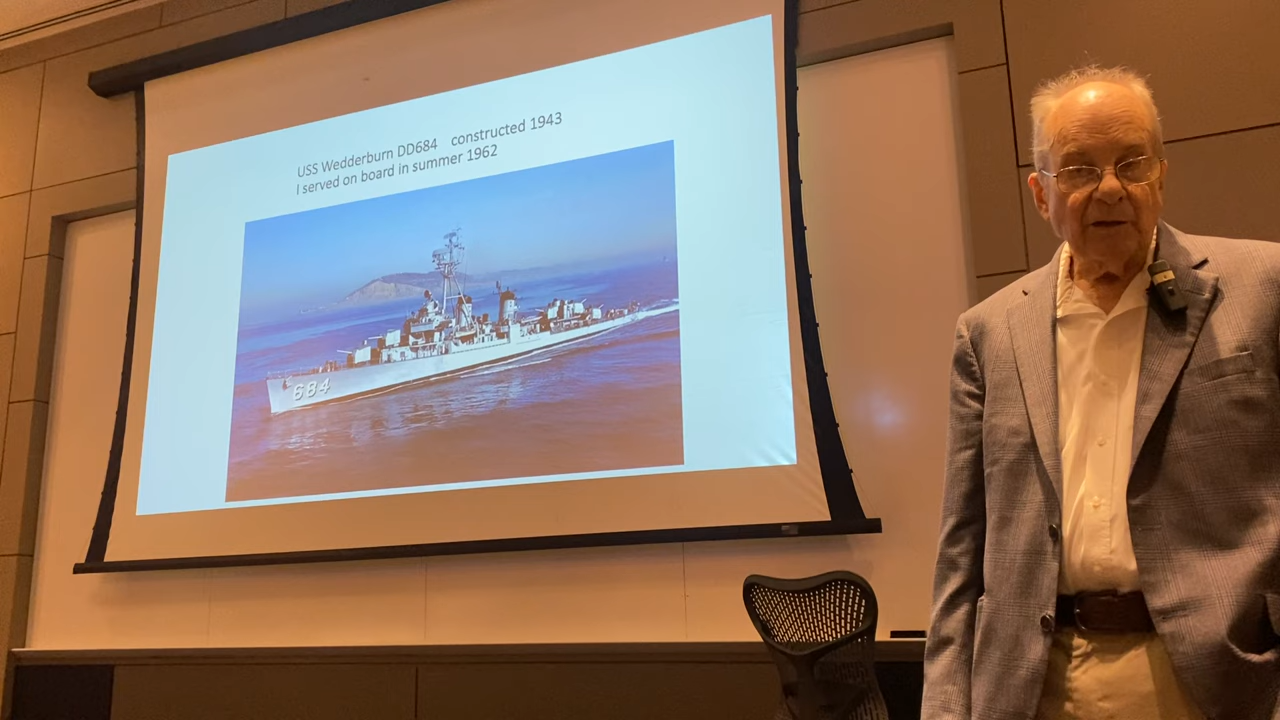 USS Wedderburn DD684 constructed 1943
I served on board in summer 1962
684